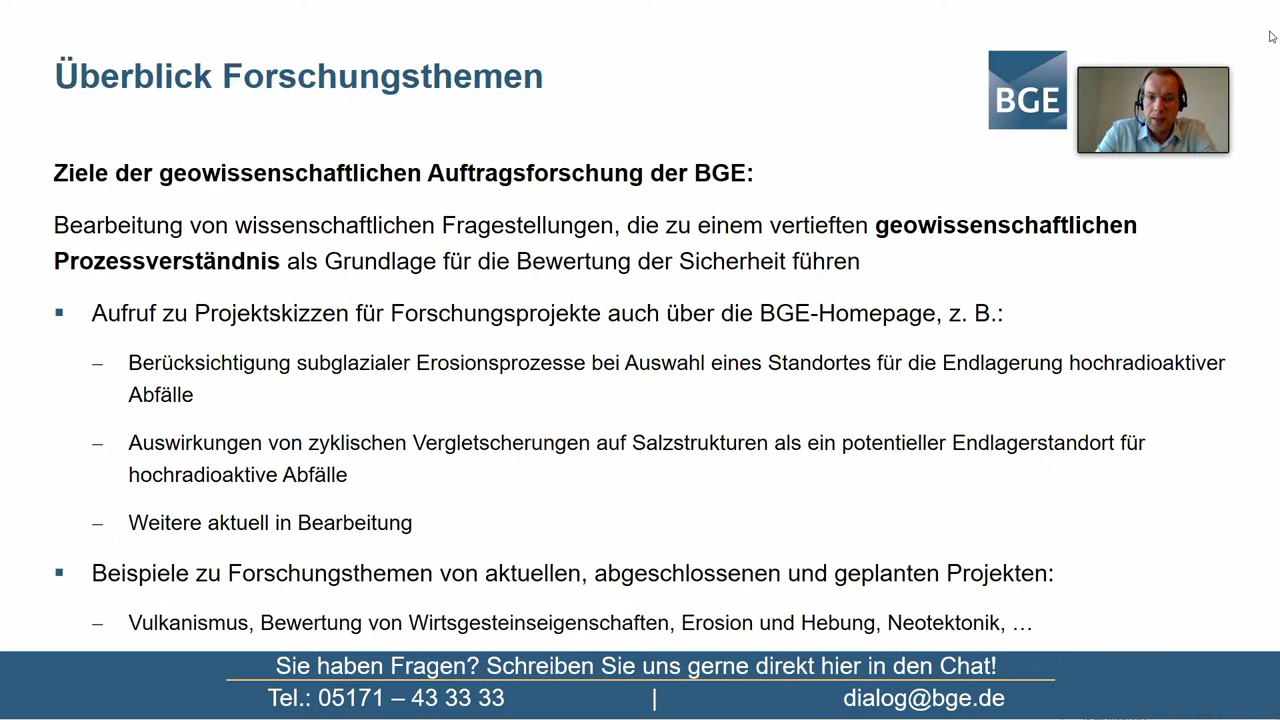 Überblick Forschungsthemen
BGE
Ziele der geowissenschaftlichen Auftragsforschung der BGE:
Bearbeitung von wissenschaftlichen Fragestellungen, die zu einem vertieften geowissenschaftlichen
Prozessverständnis als Grundlage für die Bewertung der Sicherheit führen
▪ Aufruf zu Projektskizzen für Forschungsprojekte auch über die BGE-Homepage, z. B.:
– Berücksichtigung subglazialer Erosionsprozesse bei Auswahl eines Standortes für die Endlagerung hochradioaktiver
Abfälle
– Auswirkungen von zyklischen Vergletscherungen auf Salzstrukturen als ein potentieller Endlagerstandort für
hochradioaktive Abfälle
– Weitere aktuell in Bearbeitung
▪ Beispiele zu Forschungsthemen von aktuellen, abgeschlossenen und geplanten Projekten:
– Vulkanismus, Bewertung von Wirtsgesteinseigenschaften, Erosion und Hebung, Neotektonik, …
Sie haben Fragen? Schreiben Sie uns gerne direkt hier in den Chat!
Tel.: 05171 – 43 33 33 | dialog@bge.de